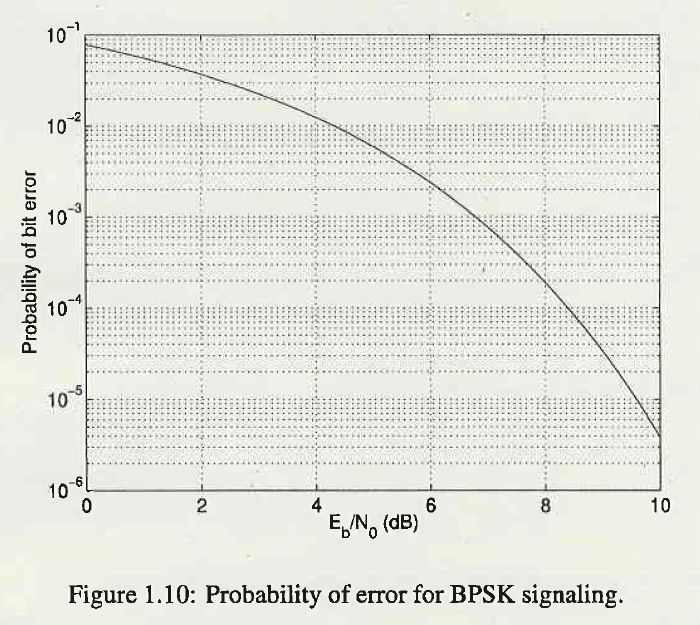 10⁻¹
10⁻²
10⁻³
10⁻⁴
10⁻⁵
10⁻⁶
Probability of bit error
0 2 4 6 8 10
E_b/N_0 (dB)
Figure 1.10: Probability of error for BPSK signaling.